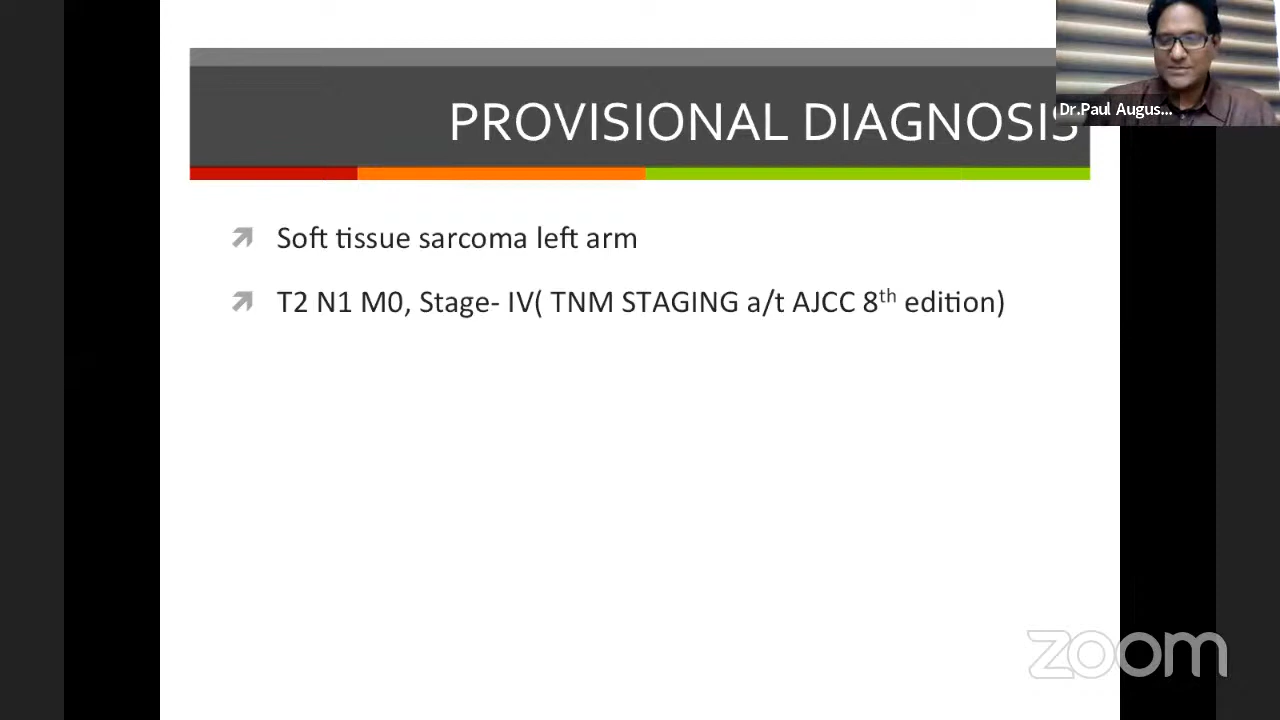 PROVISIONAL DIAGNOSIS
Dr.Paul Augus...
Soft tissue sarcoma left arm
T2 N1 M0, Stage- IV( TNM STAGING a/t AJCC 8th edition)
zoom